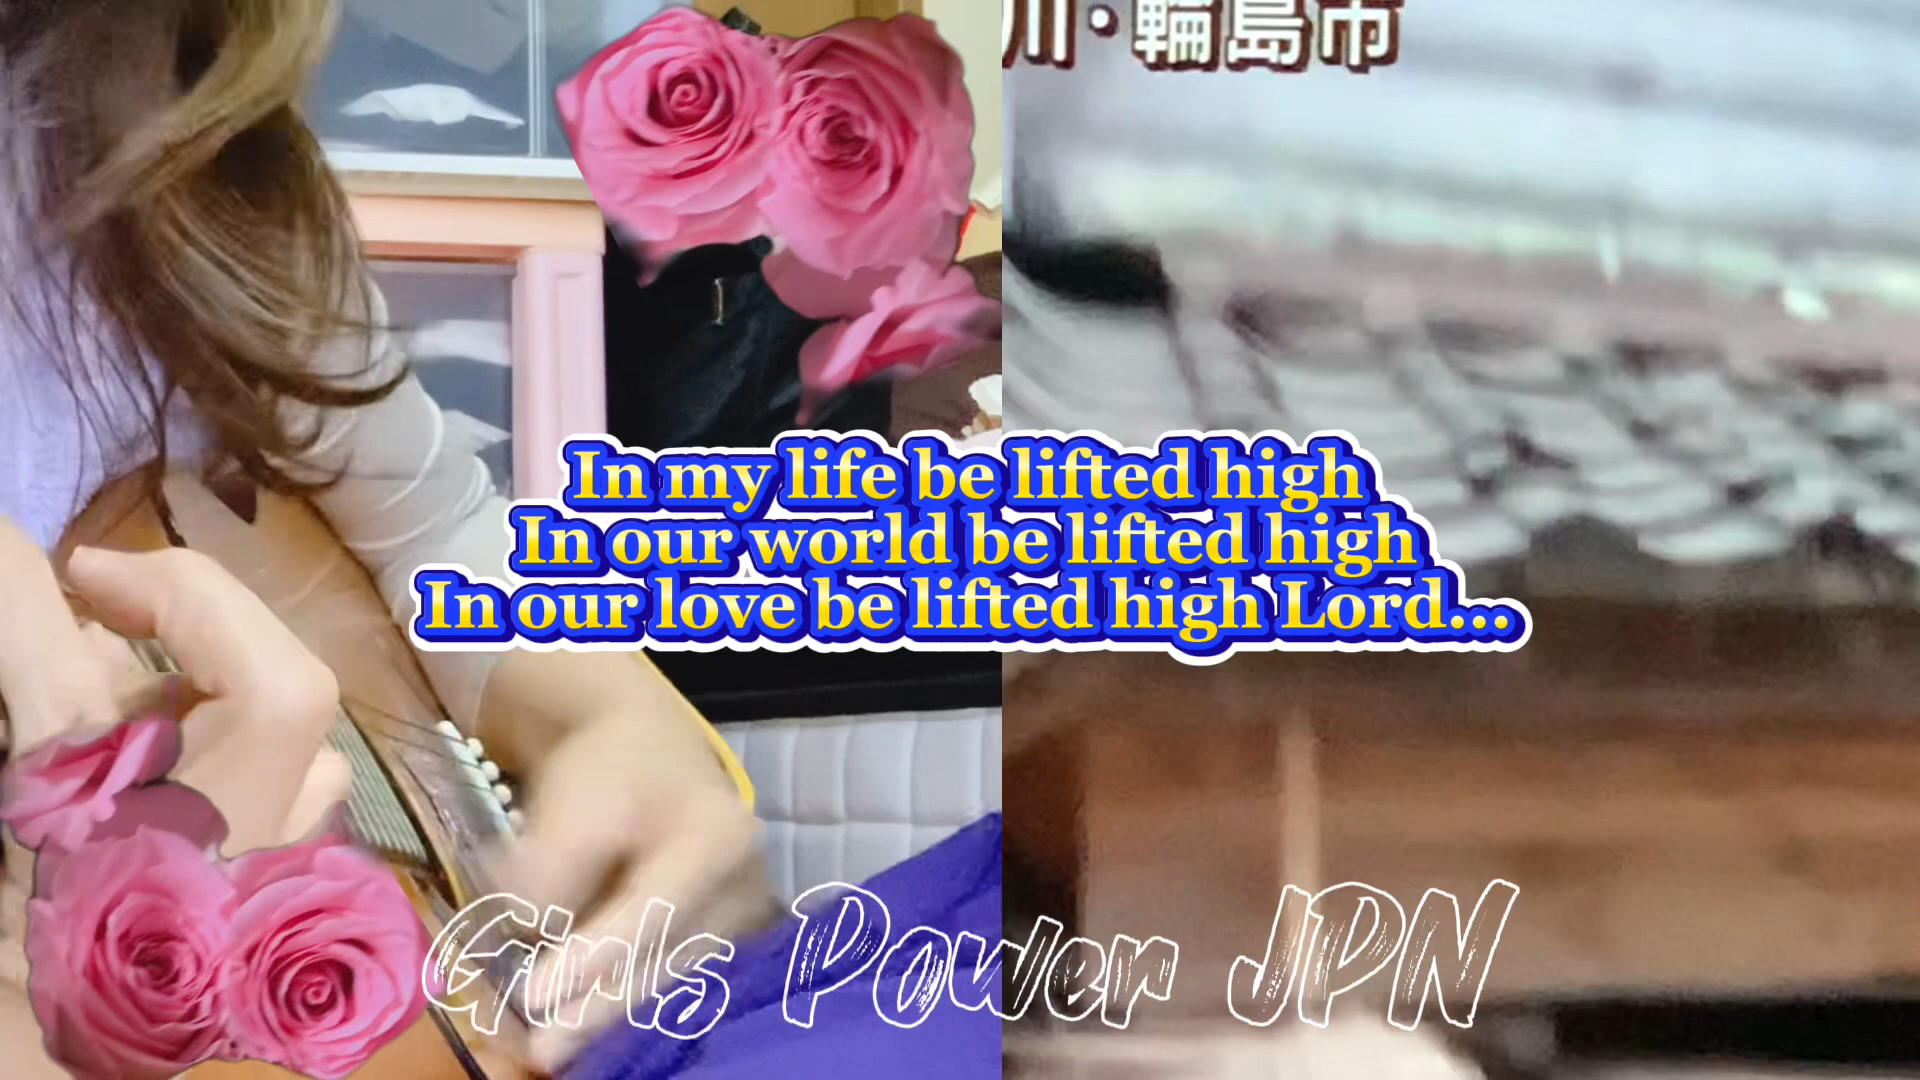 川・輪島市
In my life be lifted high
In our world be lifted high
In our love be lifted high Lord...
Girls Power JPN